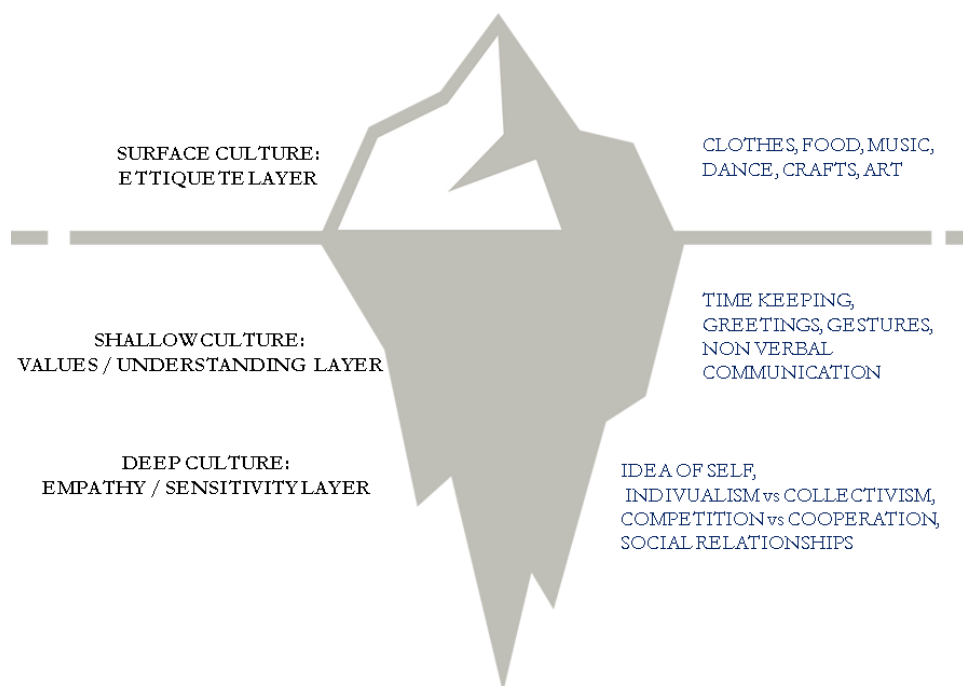 SURFACE CULTURE:
ETTIQUETE LAYER
CLOTHES, FOOD, MUSIC,
DANCE, CRAFTS, ART
SHALLOW CULTURE:
VALUES / UNDERSTANDING LAYER
TIME KEEPING,
GREETINGS, GESTURES,
NON VERBAL
COMMUNICATION
DEEP CULTURE:
EMPATHY / SENSITIVITY LAYER
IDEA OF SELF,
INDIVUALISM vs COLLECTIVISM,
COMPETITION vs COOPERATION,
SOCIAL RELATIONSHIPS